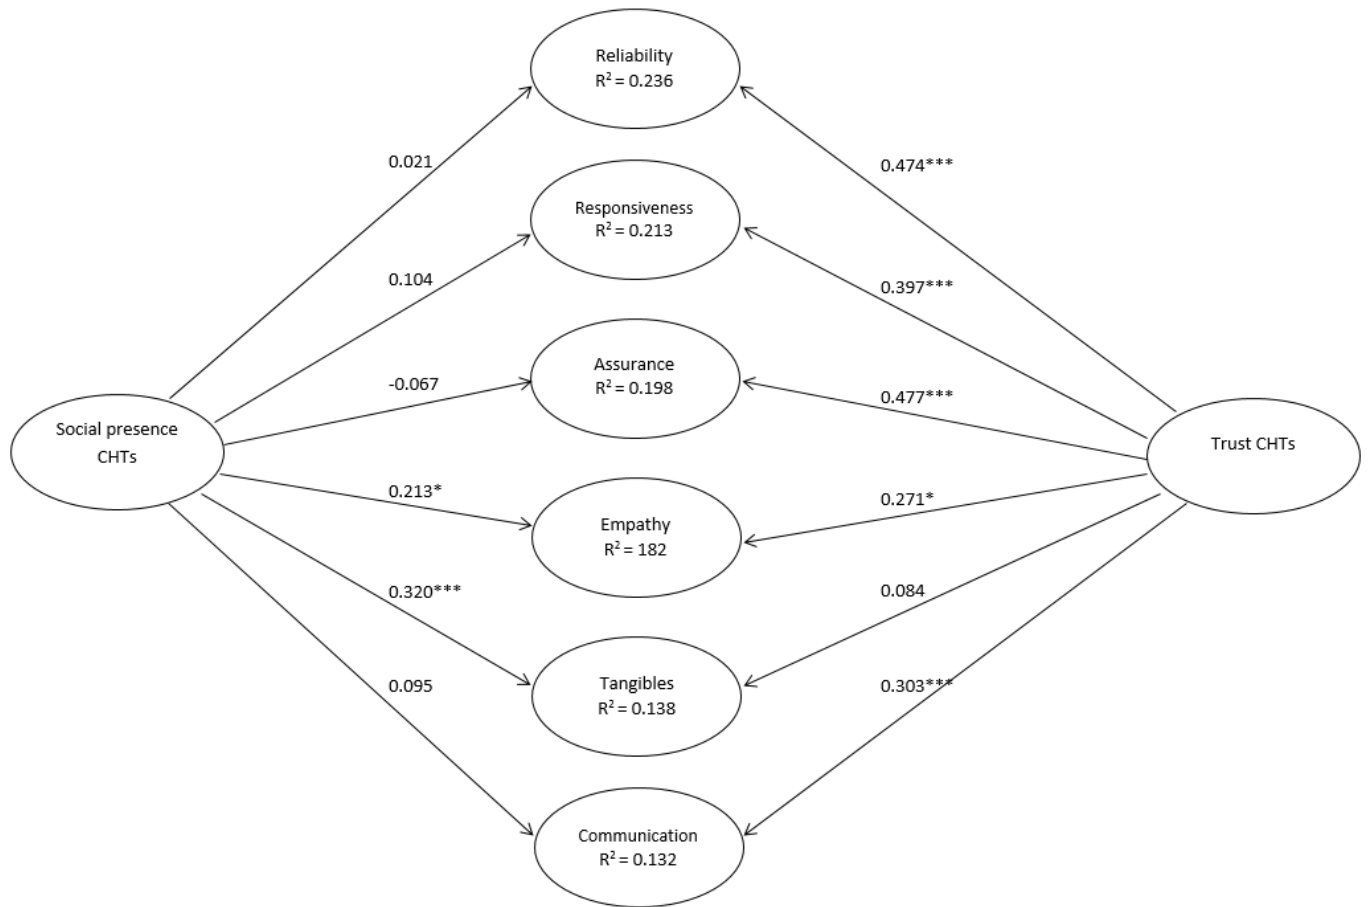 Reliability
R² = 0.236
0.021
0.474***
Responsiveness
R² = 0.213
0.104
0.397***
Assurance
R² = 0.198
-0.067
0.477***
Social presence
CHTs
Trust CHTs
0.213*
0.271*
Empathy
R² = 182
0.320***
0.084
Tangibles
R² = 0.138
0.095
0.303***
Communication
R² = 0.132